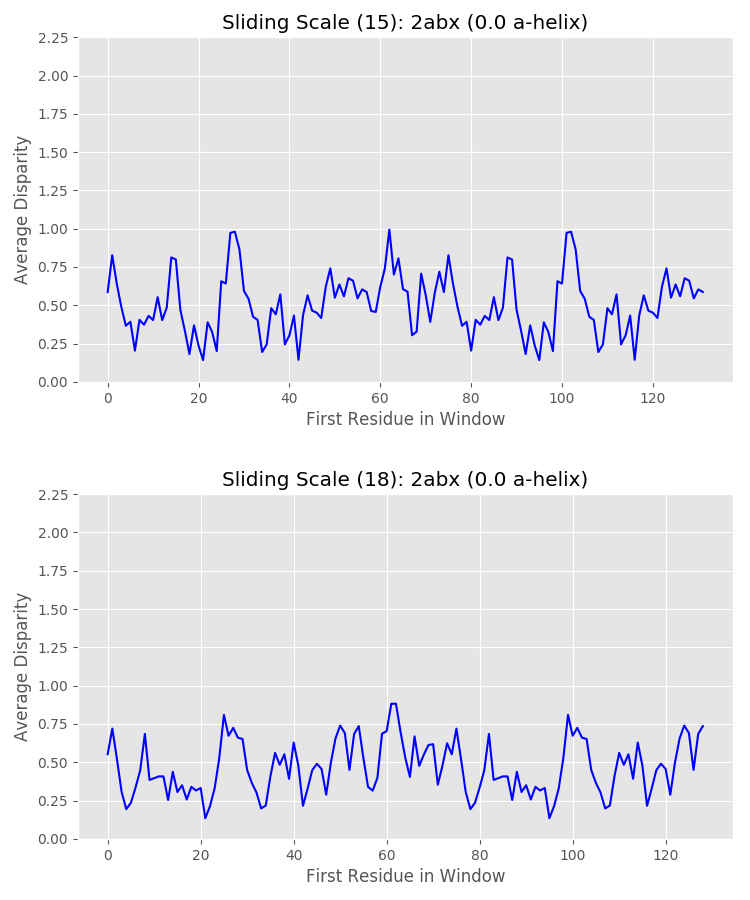 Sliding Scale (15): 2abx (0.0 a-helix)
2.25
2.00
1.75
1.50
1.25
1.00
0.75
0.50
0.25
0.00
Average Disparity
0 20 40 60 80 100 120
First Residue in Window
Sliding Scale (18): 2abx (0.0 a-helix)
2.25
2.00
1.75
1.50
1.25
1.00
0.75
0.50
0.25
0.00
Average Disparity
0 20 40 60 80 100 120
First Residue in Window